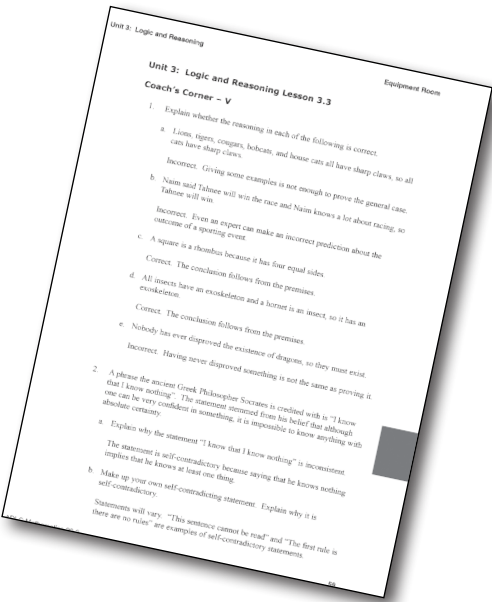 Unit 3: Logic and Reasoning
Equipment Room
Unit 3: Logic and Reasoning Lesson 3.3
Coach's Corner – V
1. Explain whether the reasoning in each of the following is correct.
a. Lions, tigers, cougars, bobcats, and house cats all have sharp claws, so all
cats have sharp claws.
Incorrect. Giving some examples is not enough to prove the general case.
b. Naim said Tahnee will win the race and Naim knows a lot about racing, so
Tahnee will win.
Incorrect. Even an expert can make an incorrect prediction about the
outcome of a sporting event.
c. A square is a rhombus because it has four equal sides.
Correct. The conclusion follows from the premises.
d. All insects have an exoskeleton and a hornet is an insect, so it has an
exoskeleton.
Correct. The conclusion follows from the premises.
e. Nobody has ever disproved the existence of dragons, so they must exist.
Incorrect. Having never disproved something is not the same as proving it.
2. A phrase the ancient Greek Philosopher Socrates is credited with is "I know
that I know nothing". The statement stemmed from his belief that although
one can be very confident in something, it is impossible to know anything with
absolute certainty.
a. Explain why the statement "I know that I know nothing" is inconsistent.
The statement is self-contradictory because saying that he knows nothing
implies that he knows at least one thing.
b. Make up your own self-contradicting statement. Explain why it is
self-contradictory.
Statements will vary. "This sentence cannot be read" and "The first rule is
there are no rules" are examples of self-contradictory statements.